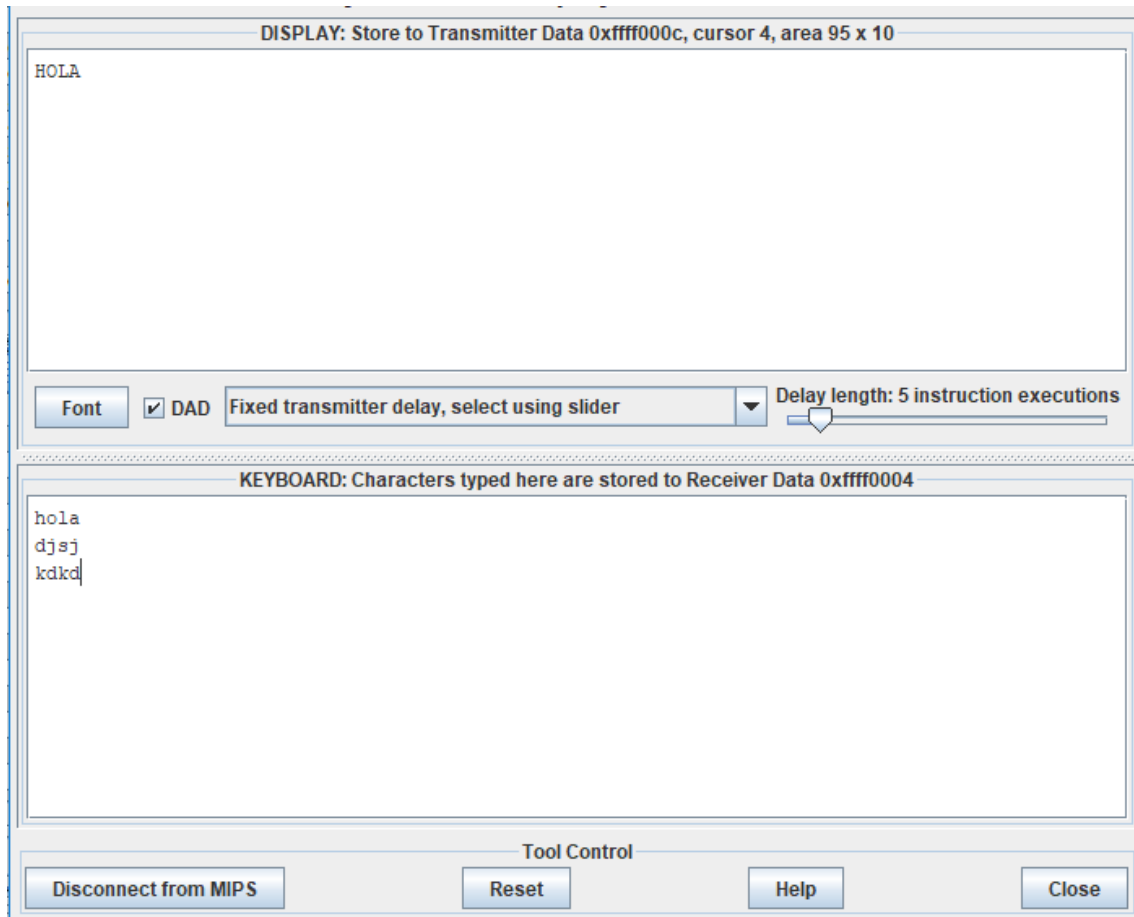 DISPLAY: Store to Transmitter Data 0xffff000c, cursor 4, area 95 x 10
HOLA
Font
DAD
Fixed transmitter delay, select using slider
Delay length: 5 instruction executions
KEYBOARD: Characters typed here are stored to Receiver Data 0xffff0004
hola
djsj
kdkd
Tool Control
Disconnect from MIPS
Reset
Help
Close